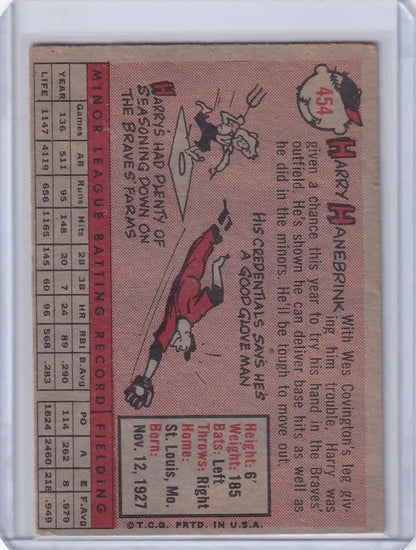 454
HARRY HANEBRINK
With Wes Covington's leg giv-
ing him trouble, Harry was
given a chance this year to try his hand in the Braves'
outfield. He's shown he can deliver base hits as well as
he did in the minors. He'll be tough to move out.
HARRYS HAD PLENTY OF
SEASONING DOWN ON
THE BRAVES' FARMS
HIS CREDENTIALS SAYS HE'S
A GOOD GLOVE MAN
Height: 6'
Weight: 185
Bats: Left
Throws: Right
Home:
St. Louis, Mo.
Born:
Nov. 12, 1927
MINOR LEAGUE BATTING RECORD FIELDING
Games AB Runs Hits 2B 3B HR RBI B.Avg PO A E F.Avg
YEAR 136 511 95 148 20 7 24 89 .290 114 262 8 .979
LIFE 1147 4119 656 1165 145 60 96 568 .283 1824 2460 218 .949
© T.C.G. PRTD. IN U.S.A.